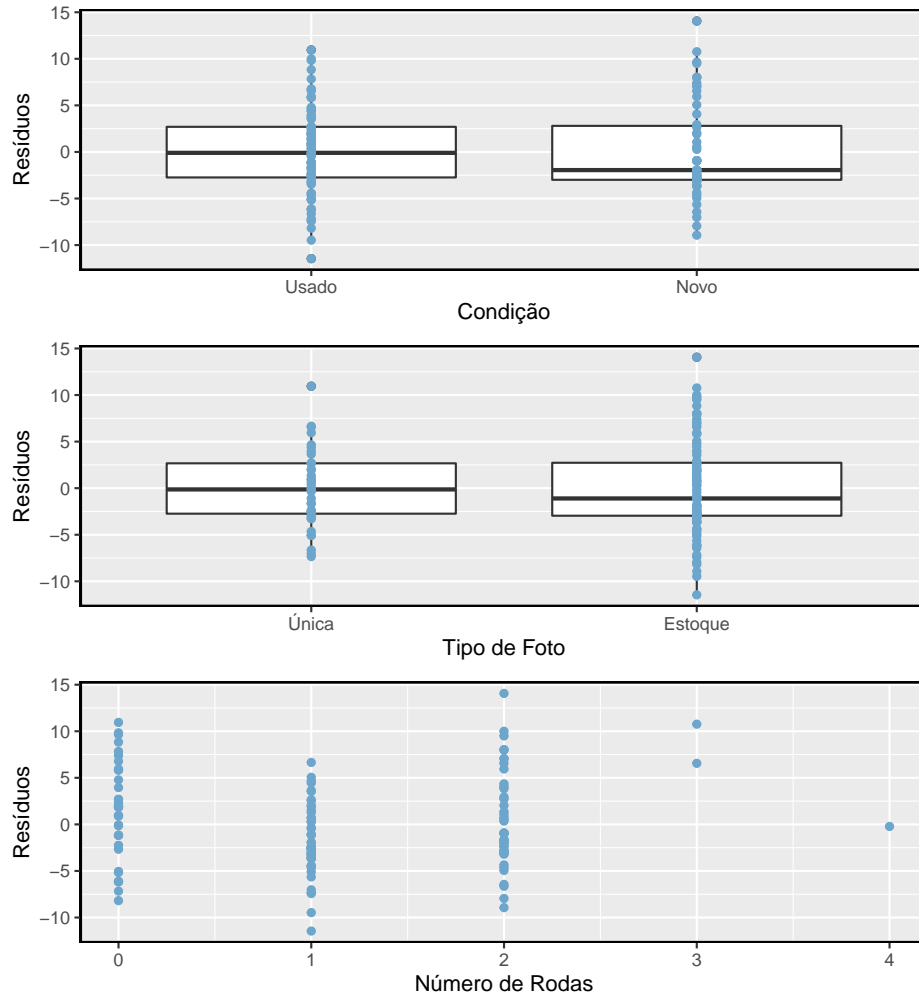 15
10
5
0
−5
−10
Resíduos
Usado Novo
Condição
15
10
5
0
−5
−10
Resíduos
Única Estoque
Tipo de Foto
15
10
5
0
−5
−10
Resíduos
0 1 2 3 4
Número de Rodas